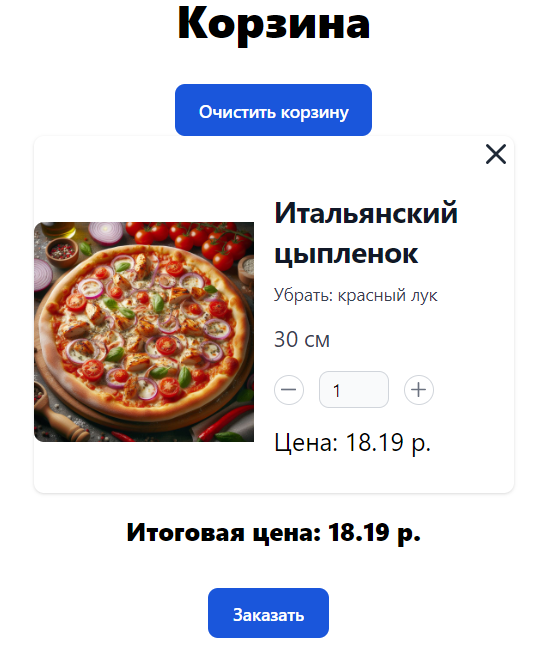 Корзина
Очистить корзину
Итальянский
цыпленок
Убрать: красный лук
30 см
1
Цена: 18.19 р.
Итоговая цена: 18.19 р.
Заказать